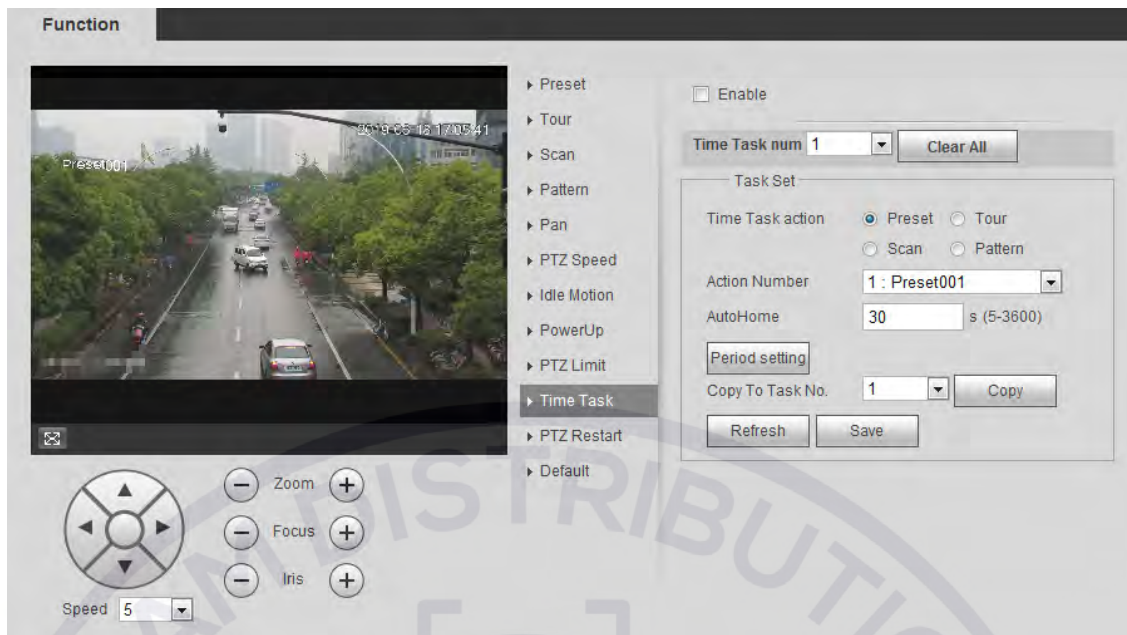 Function
2019-05-18 17:05:41
Preset001
Preset
Tour
Scan
Pattern
Pan
PTZ Speed
Idle Motion
PowerUp
PTZ Limit
Time Task
PTZ Restart
Default
Enable
Time Task num 1 Clear All
Task Set
Time Task action Preset Tour
Scan Pattern
Action Number 1 : Preset001
AutoHome 30 s (5-3600)
Period setting
Copy To Task No. 1 Copy
Refresh Save
Zoom
Focus
Iris
Speed 5